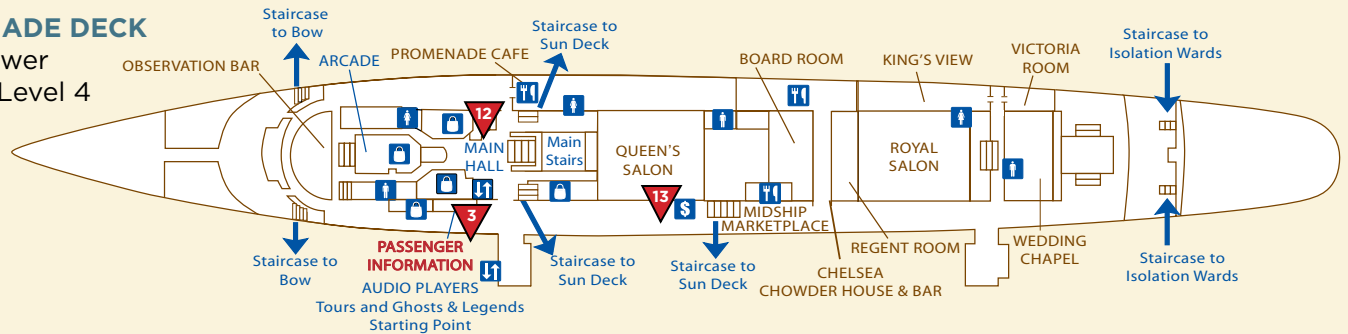 ADE DECK
wer
Level 4
Staircase
to Bow
OBSERVATION BAR
ARCADE
PROMENADE CAFE
Staircase to
Sun Deck
BOARD ROOM
KING'S VIEW
VICTORIA
ROOM
Staircase to
Isolation Wards
12
MAIN
HALL
Main
Stairs
QUEEN'S
SALON
ROYAL
SALON
13
$
3
MIDSHIP
MARKETPLACE
PASSENGER
INFORMATION
REGENT ROOM
WEDDING
CHAPEL
Staircase to
Bow
AUDIO PLAYERS
Tours and Ghosts & Legends
Starting Point
Staircase to
Sun Deck
Staircase to
Sun Deck
CHELSEA
CHOWDER HOUSE & BAR
Staircase to
Isolation Wards